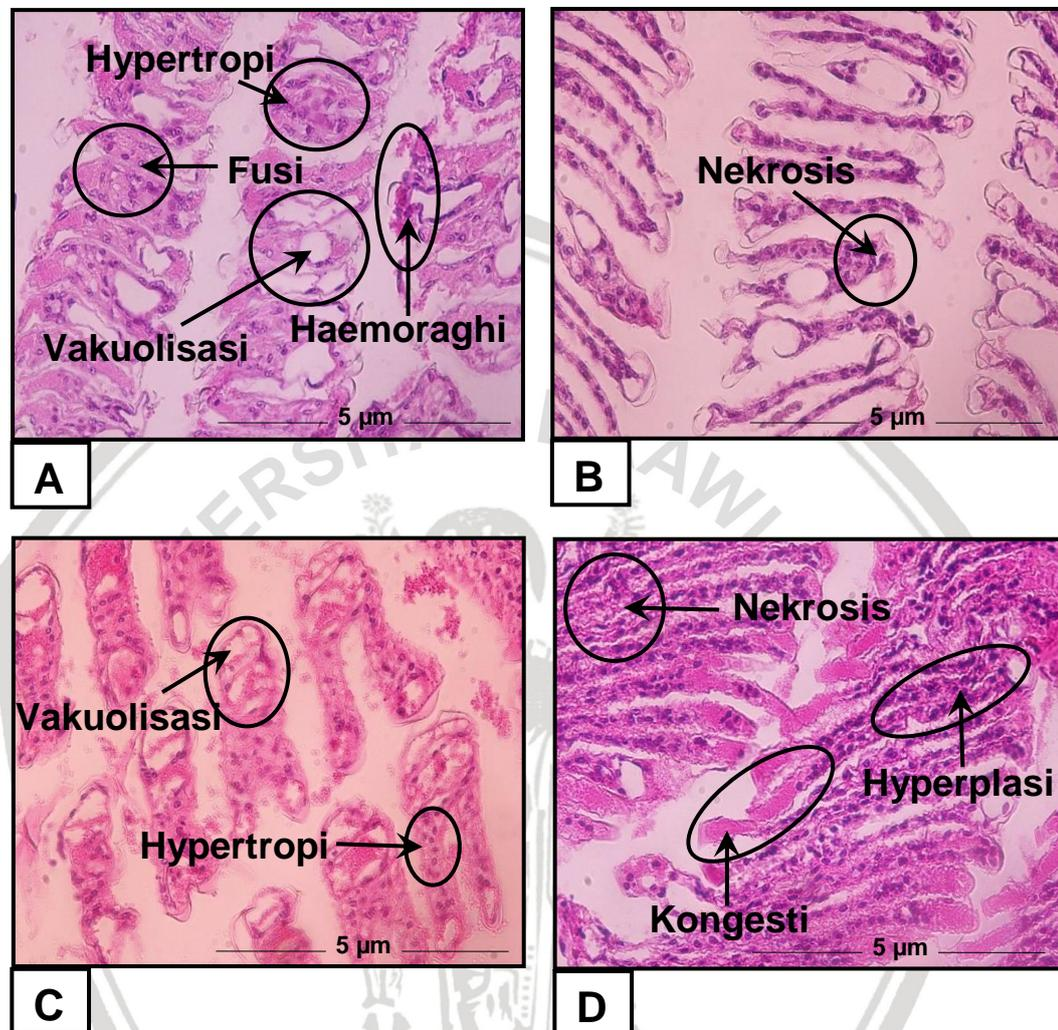 Hypertropi
Fusi
Vakuolisasi
Haemoraghi
5 µm
A
Nekrosis
5 µm
B
Vakuolisasi
Hypertropi
5 µm
C
Nekrosis
Hyperplasi
Kongesti
5 µm
D